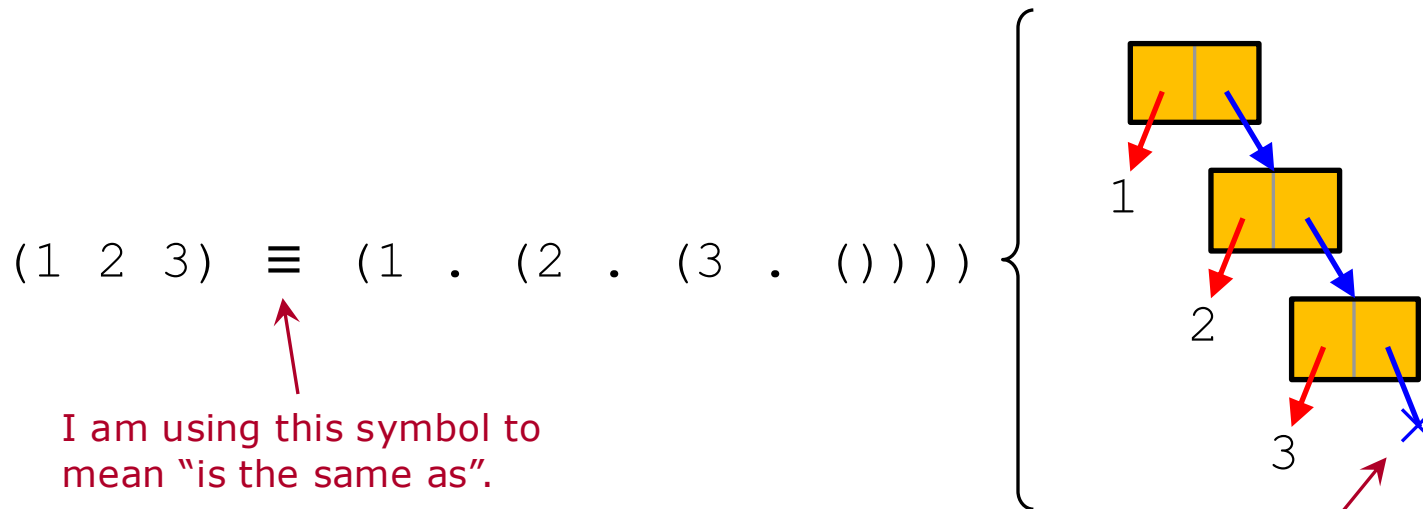 (1 2 3) ≡ (1 . (2 . (3 . ())))
1
2
3
I am using this symbol to
mean “is the same as”.